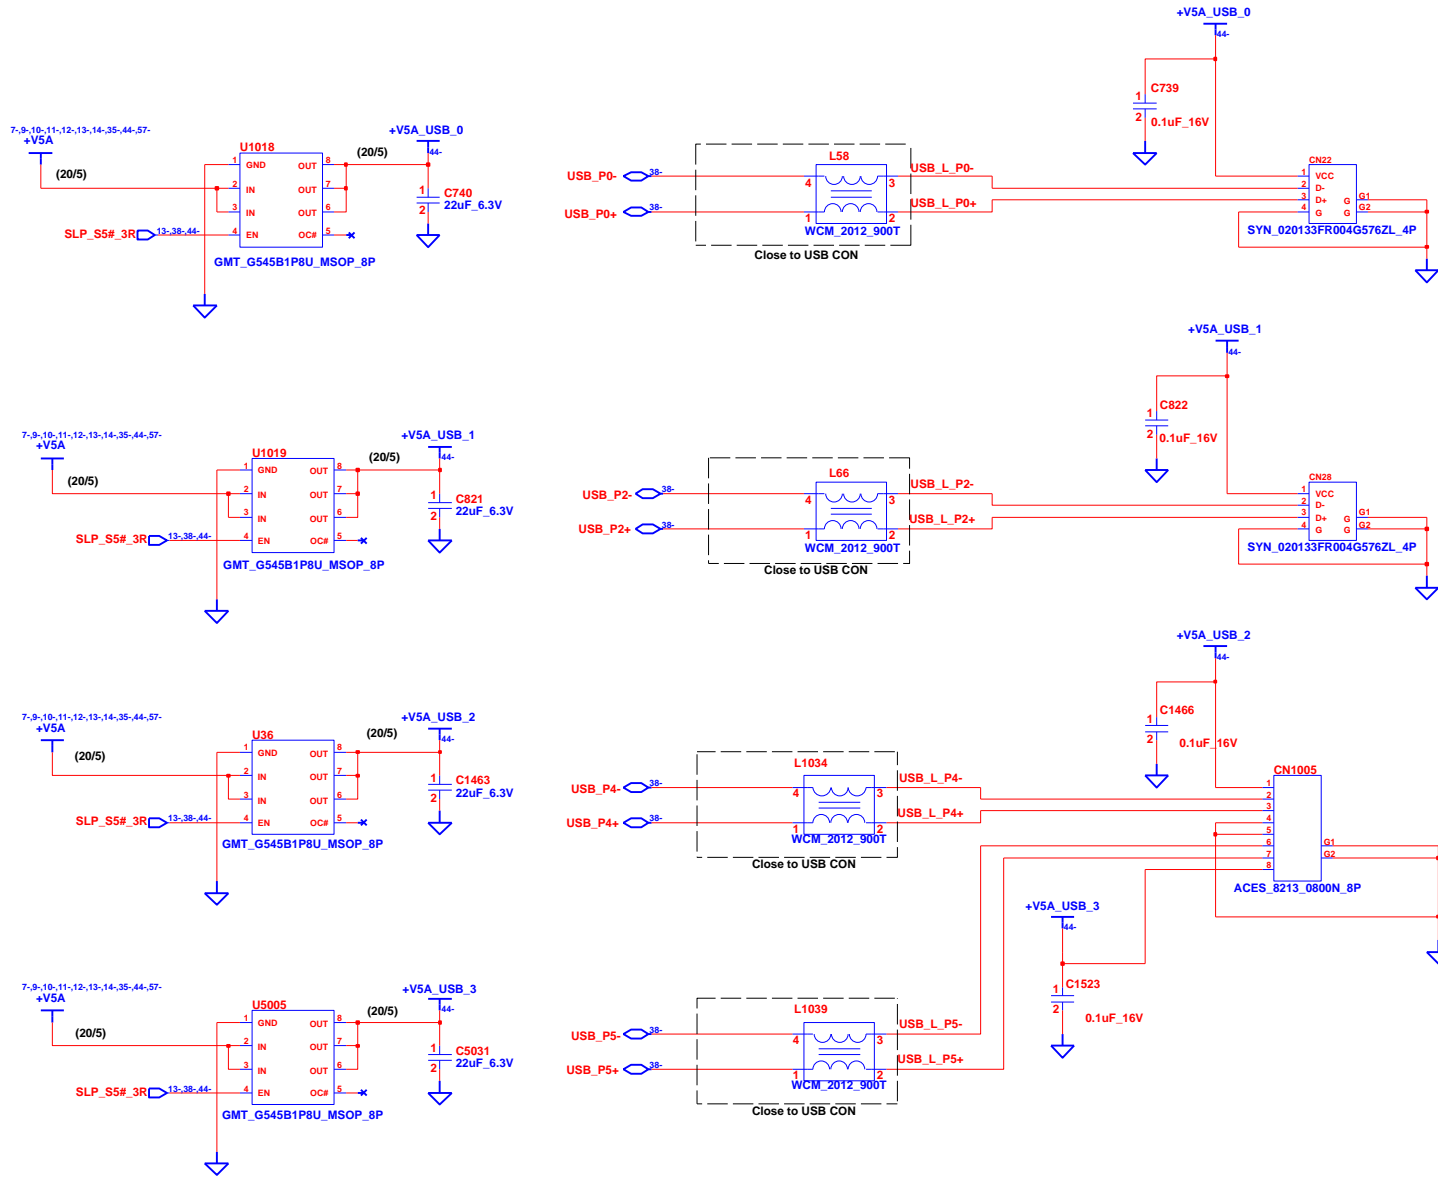 +V5A_USB_0
44-
C739
1
2
0.1uF_16V
7-,9-,10-,11-,12-,13-,14-,35-,44-,57-
+V5A
(20/5)
U1018
1 GND OUT 8
2 IN OUT 7
3 IN OUT 6
4 EN OC# 5
SLP_S5#_3R 13-,38-,44-
GMT_G545B1P8U_MSOP_8P
(20/5)
+V5A_USB_0
44-
1
2
C740
22uF_6.3V
L58
USB_P0- 38- 4 3 USB_L_P0-
USB_P0+ 38- 1 2 USB_L_P0+
WCM_2012_900T
Close to USB CON
CN22
1 VCC
2 D-
3 D+ G G1
4 G G G2
SYN_020133FR004G576ZL_4P
+V5A_USB_1
44-
C822
1
2
0.1uF_16V
7-,9-,10-,11-,12-,13-,14-,35-,44-,57-
+V5A
(20/5)
U1019
1 GND OUT 8
2 IN OUT 7
3 IN OUT 6
4 EN OC# 5
SLP_S5#_3R 13-,38-,44-
GMT_G545B1P8U_MSOP_8P
(20/5)
+V5A_USB_1
44-
1
2
C821
22uF_6.3V
L66
USB_P2- 38- 4 3 USB_L_P2-
USB_P2+ 38- 1 2 USB_L_P2+
WCM_2012_900T
Close to USB CON
CN28
1 VCC
2 D-
3 D+ G G1
4 G G G2
SYN_020133FR004G576ZL_4P
+V5A_USB_2
44-
C1466
1
2
0.1uF_16V
7-,9-,10-,11-,12-,13-,14-,35-,44-,57-
+V5A
(20/5)
U36
1 GND OUT 8
2 IN OUT 7
3 IN OUT 6
4 EN OC# 5
SLP_S5#_3R 13-,38-,44-
GMT_G545B1P8U_MSOP_8P
(20/5)
+V5A_USB_2
44-
1
2
C1463
22uF_6.3V
L1034
USB_P4- 38- 4 3 USB_L_P4-
USB_P4+ 38- 1 2 USB_L_P4+
WCM_2012_900T
Close to USB CON
CN1005
1
2
3
4
5
6 G1
7 G2
8
ACES_8213_0800N_8P
+V5A_USB_3
44-
C1523
1
2
0.1uF_16V
7-,9-,10-,11-,12-,13-,14-,35-,44-,57-
+V5A
(20/5)
U5005
1 GND OUT 8
2 IN OUT 7
3 IN OUT 6
4 EN OC# 5
SLP_S5#_3R 13-,38-,44-
GMT_G545B1P8U_MSOP_8P
(20/5)
+V5A_USB_3
44-
1
2
C5031
22uF_6.3V
L1039
USB_P5- 38- 4 3 USB_L_P5-
USB_P5+ 38- 1 2 USB_L_P5+
WCM_2012_900T
Close to USB CON